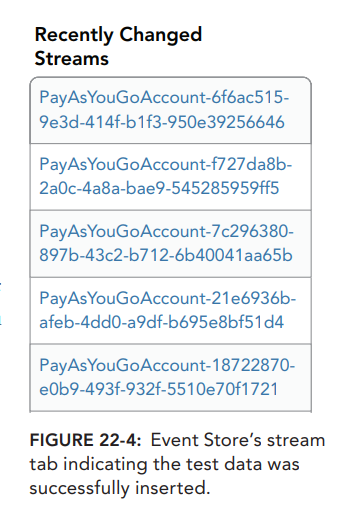 Recently Changed
Streams
PayAsYouGoAccount-6f6ac515-
9e3d-414f-b1f3-950e39256646
PayAsYouGoAccount-f727da8b-
2a0c-4a8a-bae9-545285959ff5
PayAsYouGoAccount-7c296380-
897b-43c2-b712-6b40041aa65b
PayAsYouGoAccount-21e6936b-
afeb-4dd0-a9df-b695e8bf51d4
PayAsYouGoAccount-18722870-
e0b9-493f-932f-5510e70f1721
FIGURE 22-4: Event Store’s stream
tab indicating the test data was
successfully inserted.